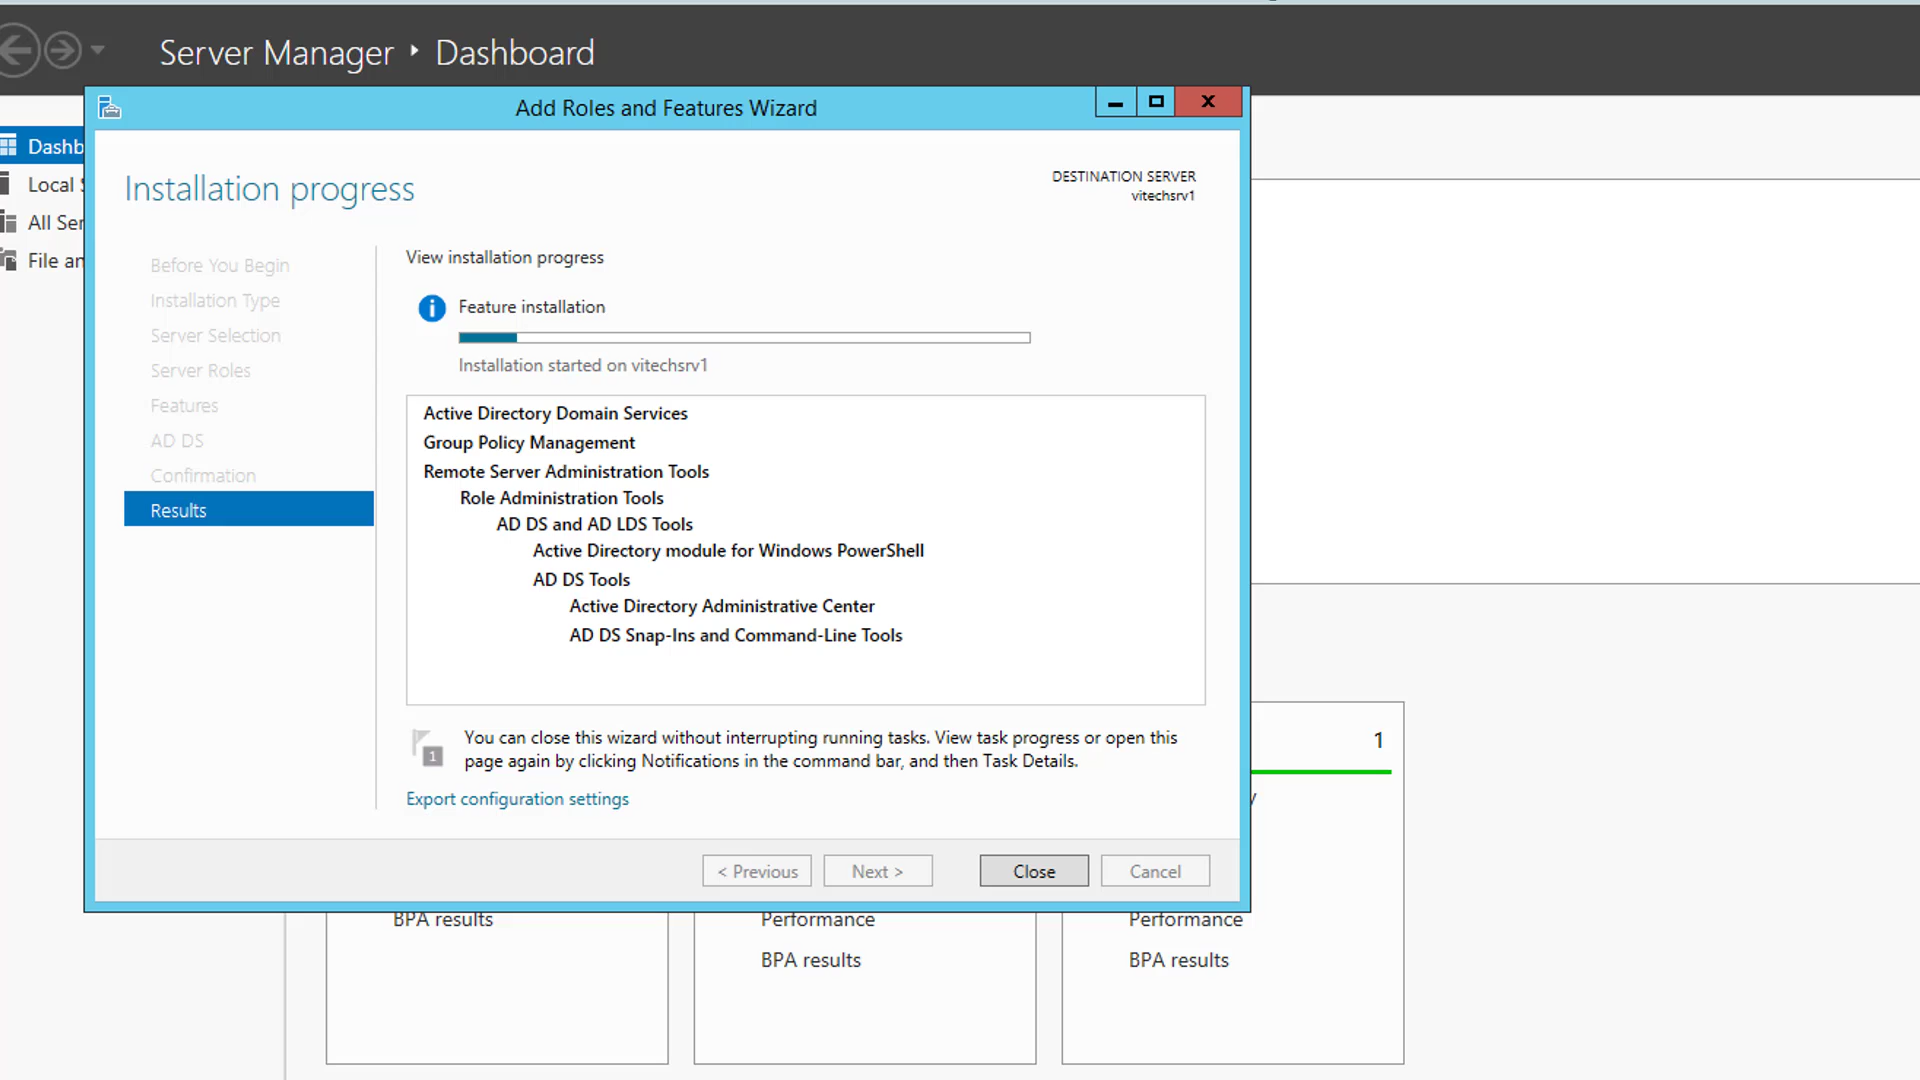 Server Manager ‣ Dashboard
Add Roles and Features Wizard
Dashb
Local S
All Ser
File an
Installation progress
DESTINATION SERVER
vitechsrv1
Before You Begin
Installation Type
Server Selection
Server Roles
Features
AD DS
Confirmation
Results
View installation progress
Feature installation
Installation started on vitechsrv1
Active Directory Domain Services
Group Policy Management
Remote Server Administration Tools
Role Administration Tools
AD DS and AD LDS Tools
Active Directory module for Windows PowerShell
AD DS Tools
Active Directory Administrative Center
AD DS Snap-Ins and Command-Line Tools
1
You can close this wizard without interrupting running tasks. View task progress or open this
page again by clicking Notifications in the command bar, and then Task Details.
Export configuration settings
< Previous
Next >
Close
Cancel
1
y
BPA results
Performance
BPA results
Performance
BPA results